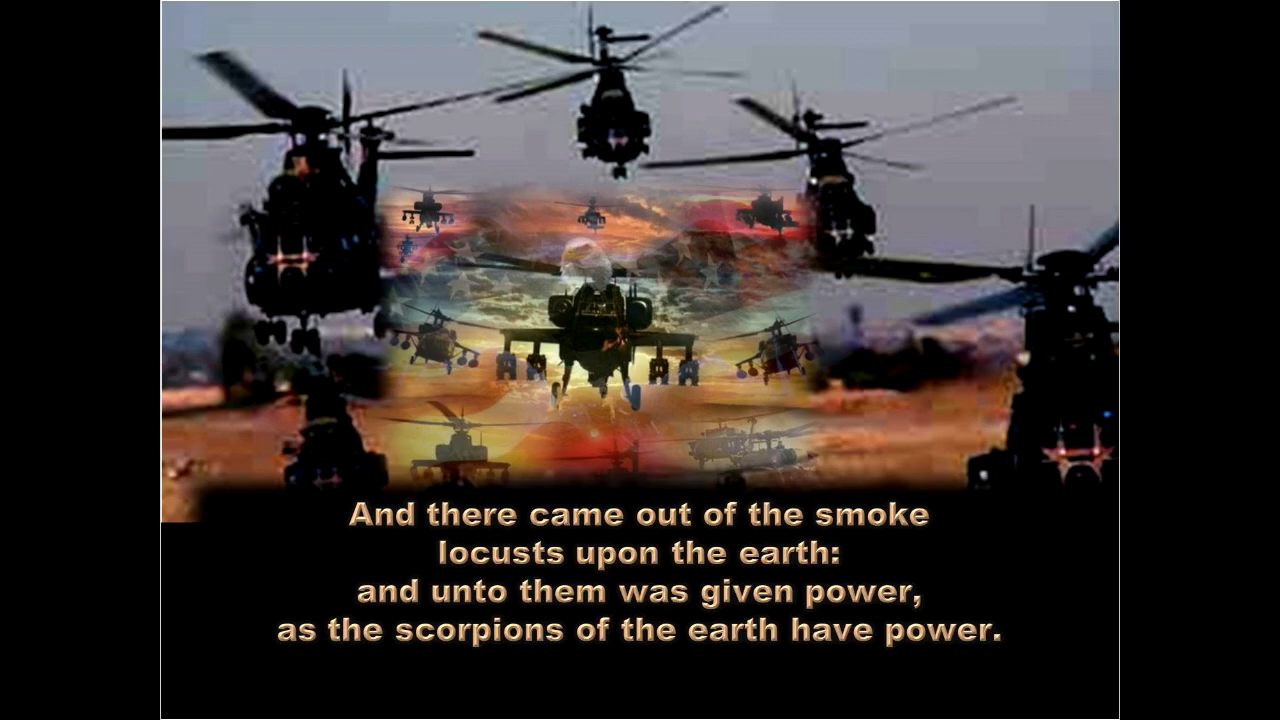 And there came out of the smoke
locusts upon the earth:
and unto them was given power,
as the scorpions of the earth have power.